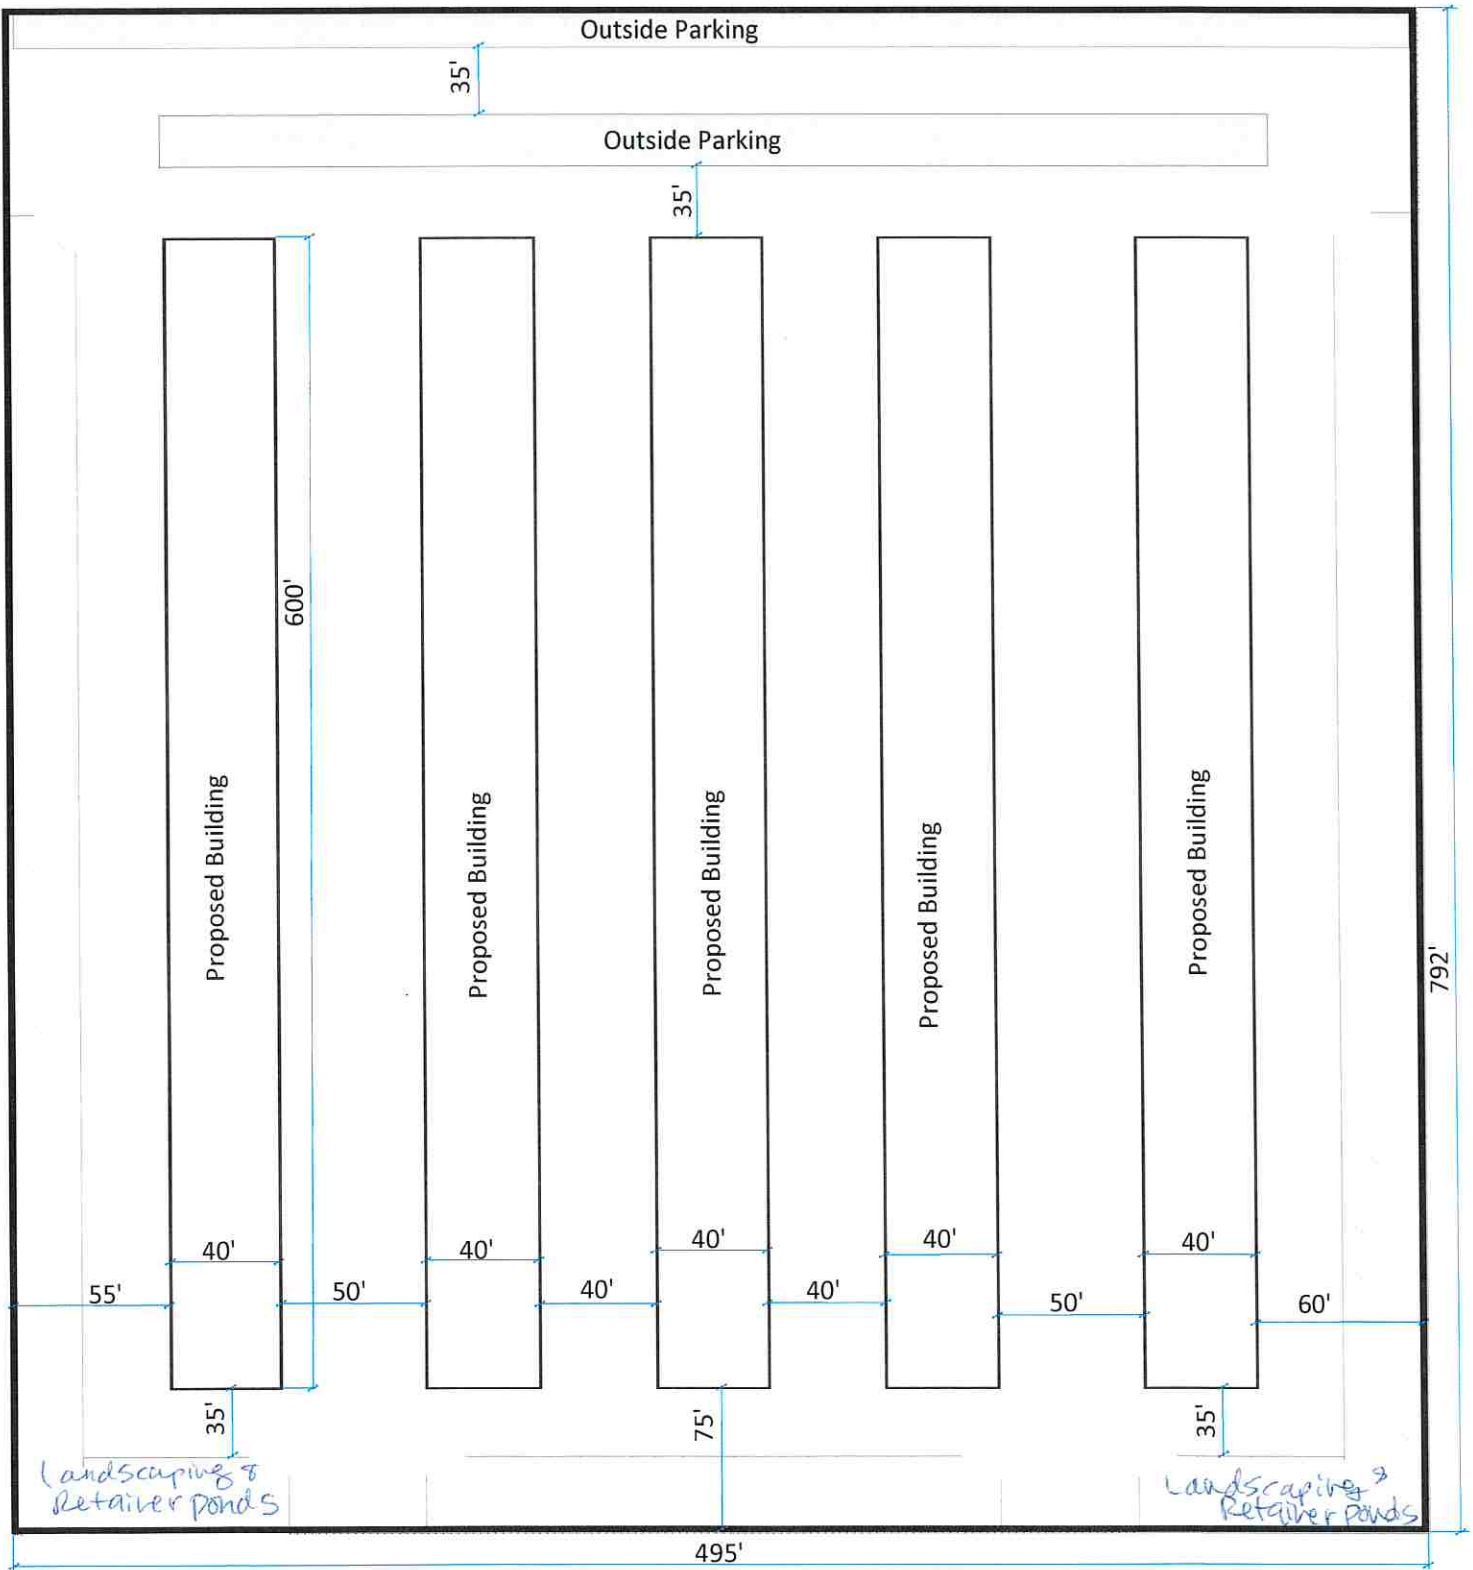 Outside Parking
35'
Outside Parking
35'
600'
Proposed Building
Proposed Building
Proposed Building
Proposed Building
Proposed Building
792'
40'
40'
40'
40'
40'
55'
50'
40'
40'
50'
60'
35'
75'
35'
Landscaping &
Retainer ponds
Landscaping &
Retainer ponds
495'